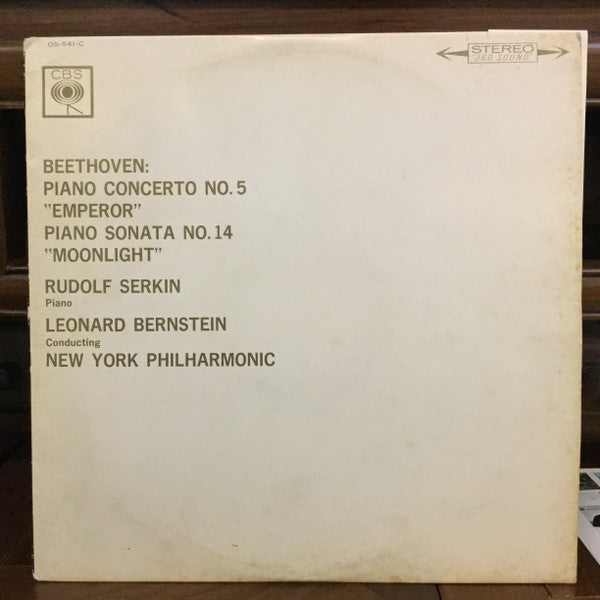 OS-541-C
STEREO
360 SOUND
CBS
BEETHOVEN:
PIANO CONCERTO NO. 5
"EMPEROR"
PIANO SONATA NO. 14
"MOONLIGHT"
RUDOLF SERKIN
Piano
LEONARD BERNSTEIN
Conducting
NEW YORK PHILHARMONIC